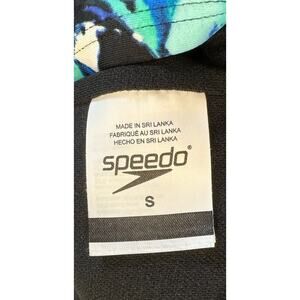 MADE IN SRI LANKA
FABRIQUÉ AU SRI LANKA
HECHO EN SRI LANKA
speedo
S